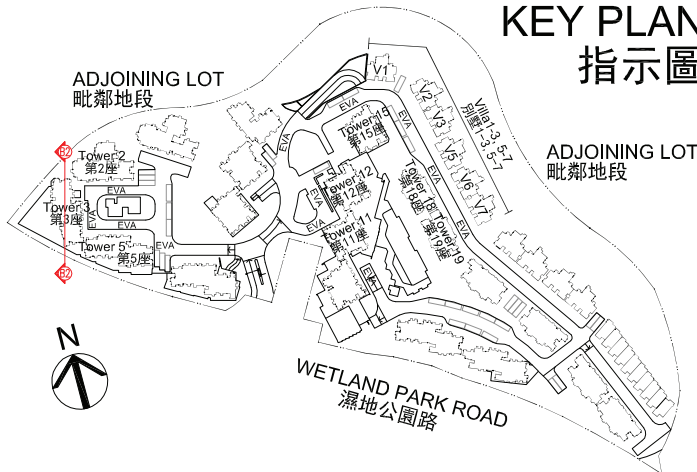 KEY PLAN
指示圖
ADJOINING LOT
毗鄰地段
V1
EVA
V2
V3
Villa1-3, 5-7
別墅1-3, 5-7
Tower 15
第15座
EVA
EVA
ADJOINING LOT
毗鄰地段
B2
Tower 2
第2座
V5
EVA
Tower 12
第12座
V6
EVA
Tower 18
第18座
V7
Tower 3
第3座
EVA
EVA
EVA
EVA
Tower 11
第11座
Tower 19
第19座
EVA
Tower 5
第5座
EVA
B2
EVA
N
WETLAND PARK ROAD
濕地公園路